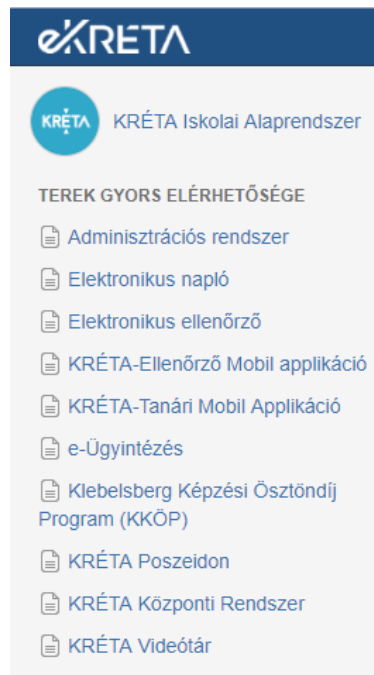 eKRETA
KRÉTA
KRÉTA Iskolai Alaprendszer
TEREK GYORS ELÉRHETŐSÉGE
Adminisztrációs rendszer
Elektronikus napló
Elektronikus ellenőrző
KRÉTA-Ellenőrző Mobil applikáció
KRÉTA-Tanári Mobil Applikáció
e-Ügyintézés
Klebelsberg Képzési Ösztöndíj
Program (KKÖP)
KRÉTA Poszeidon
KRÉTA Központi Rendszer
KRÉTA Videótár